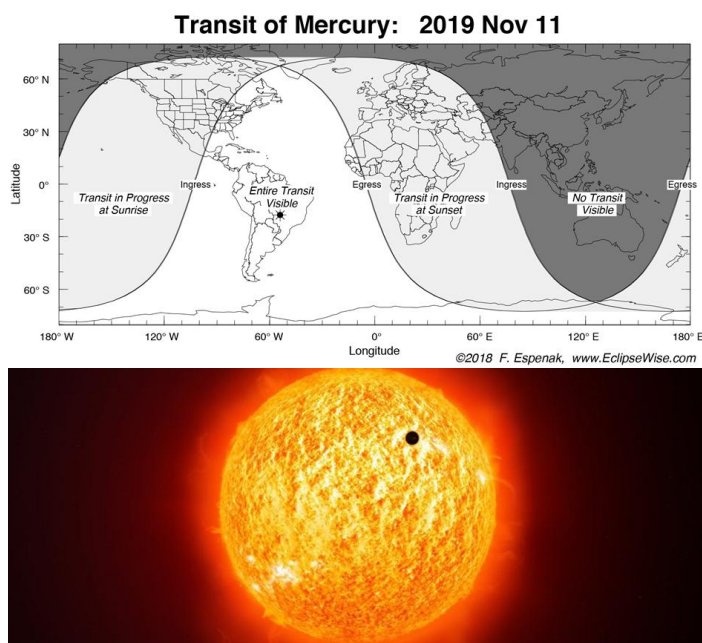 Transit of Mercury: 2019 Nov 11
60° N
30° N
0°
30° S
60° S
Latitude
Ingress
Egress
Ingress
Egress
Transit in Progress
at Sunrise
Entire Transit
Visible
Transit in Progress
at Sunset
No Transit
Visible
180° W
120° W
60° W
0°
60° E
120° E
180° E
Longitude
©2018 F. Espenak, www.EclipseWise.com